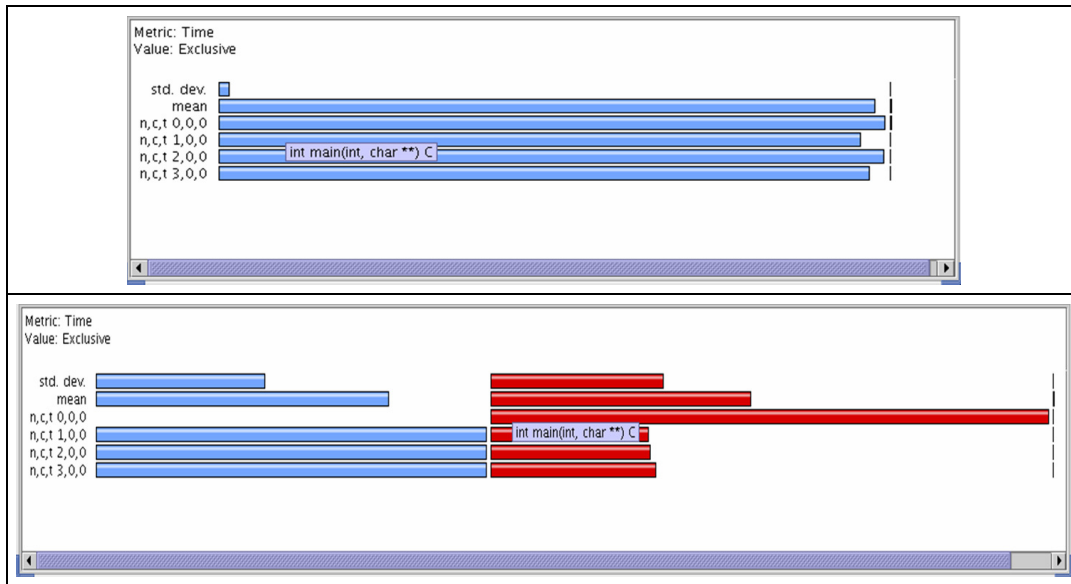 Metric: Time
Value: Exclusive
std. dev.
mean
n,c,t 0,0,0
n,c,t 1,0,0
int main(int, char **) C
n,c,t 2,0,0
n,c,t 3,0,0
Metric: Time
Value: Exclusive
std. dev.
mean
n,c,t 0,0,0
n,c,t 1,0,0
int main(int, char **) C
n,c,t 2,0,0
n,c,t 3,0,0